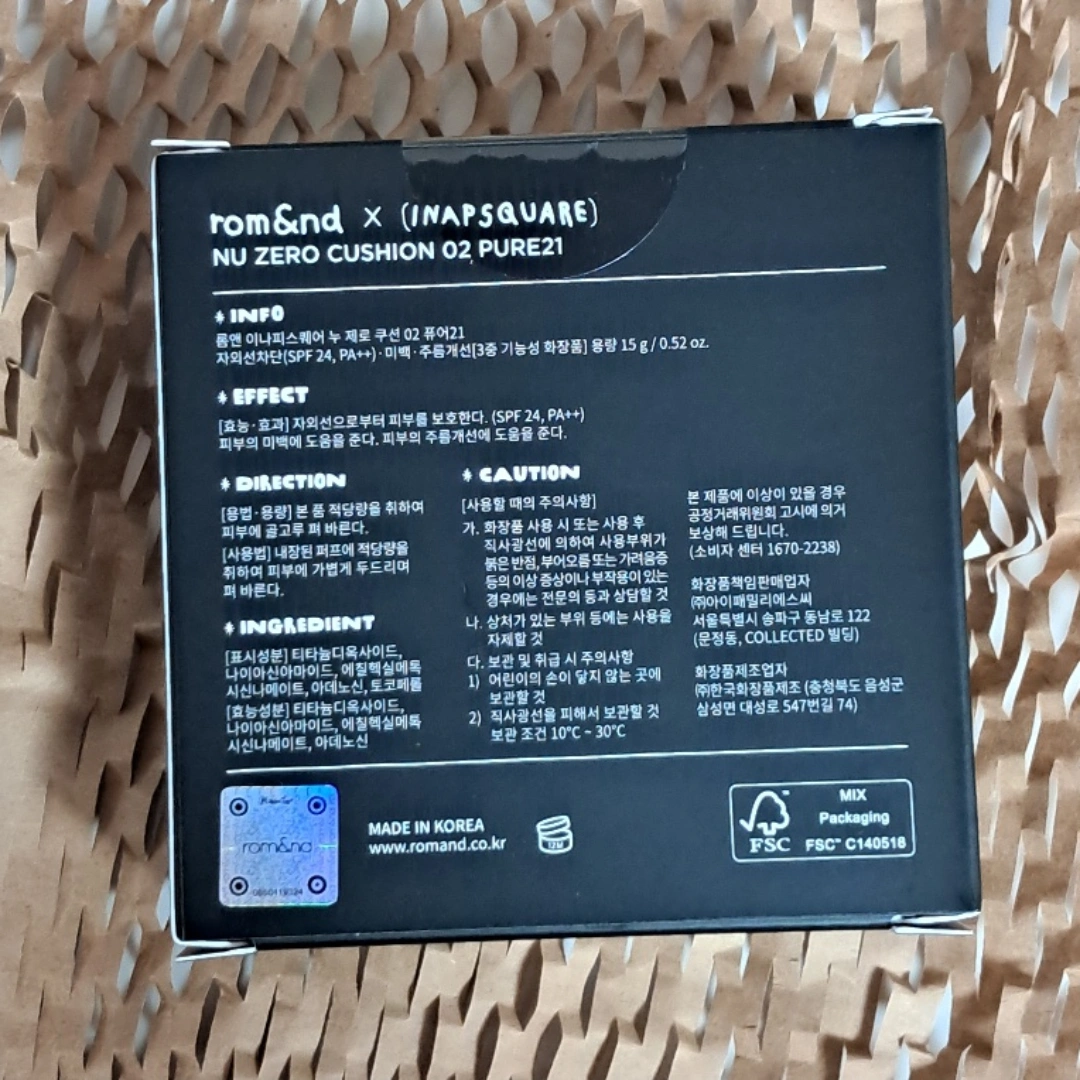 rom&nd X (INAPSQUARE)
NU ZERO CUSHION 02 PURE21
* INFO
롬앤 이나피스퀘어 누 제로 쿠션 02 퓨어21
자외선차단(SPF 24, PA++)·미백·주름개선[3중 기능성 화장품] 용량 15 g / 0.52 oz.
* EFFECT
[효능·효과] 자외선으로부터 피부를 보호한다. (SPF 24, PA++)
피부의 미백에 도움을 준다. 피부의 주름개선에 도움을 준다.
* DIRECTION
[용법·용량] 본 품 적당량을 취하여
피부에 골고루 펴 바른다.
[사용법] 내장된 퍼프에 적당량을
취하여 피부에 가볍게 두드리며
펴 바른다.
* INGREDIENT
[표시성분] 티타늄디옥사이드,
나이아신아마이드, 에칠헥실메톡
시신나메이트, 아데노신, 토코페롤
[효능성분] 티타늄디옥사이드,
나이아신아마이드, 에칠헥실메톡
시신나메이트, 아데노신
* CAUTION
[사용할 때의 주의사항]
가. 화장품 사용 시 또는 사용 후
직사광선에 의하여 사용부위가
붉은 반점, 부어오름 또는 가려움증
등의 이상 증상이나 부작용이 있는
경우에는 전문의 등과 상담할 것
나. 상처가 있는 부위 등에는 사용을
자제할 것
다. 보관 및 취급 시 주의사항
1) 어린이의 손이 닿지 않는 곳에
보관할 것
2) 직사광선을 피해서 보관할 것
보관 조건 10°C ~ 30°C
본 제품에 이상이 있을 경우
공정거래위원회 고시에 의거
보상해 드립니다.
(소비자 센터 1670-2238)
화장품책임판매업자
㈜아이패밀리에스씨
서울특별시 송파구 동남로 122
(문정동, COLLECTED 빌딩)
화장품제조업자
㈜한국화장품제조 (충청북도 음성군
삼성면 대성로 547번길 74)
rom&nd
MADE IN KOREA
www.romand.co.kr
12M
FSC™
MIX
Packaging
FSC™ C140518